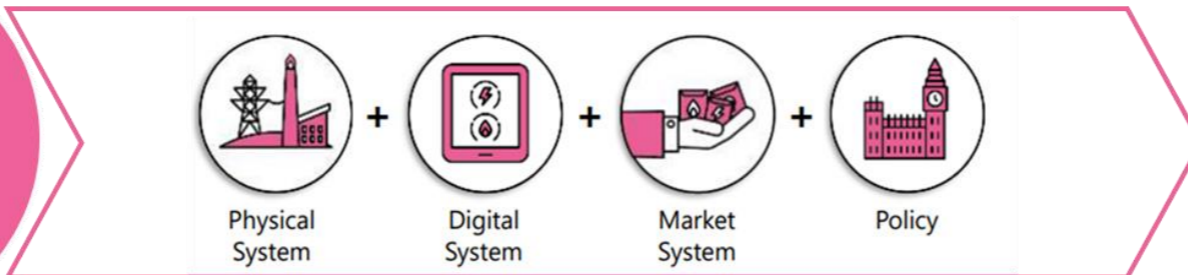 + + +
Physical
System
Digital
System
Market
System
Policy